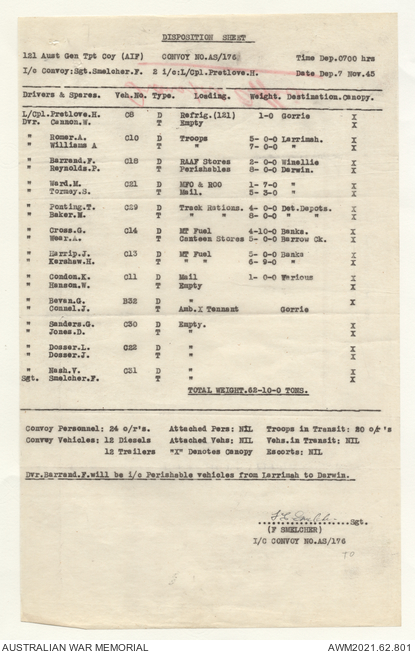 DISPOSITION SHEET
121 Aust Gen Tpt Coy (AIF) CONVOY NO.AS/176 Time Dep.0700 hrs
I/c Convoy:Sgt.Smelcher.F. 2 i/c:L/Cpl.Pretlove.H. Date Dep.7 Nov.45
Drivers & Spares. Veh.No. Type. Loading. Weight. Destination.Canopy.
L/Cpl.Pretlove.H. C8 D Refrig.(121) 1-0 Gorrie X
Dvr. Cannon.W. T Empty X
" Romer.A C10 D Troops 5- 0-0 Larrimah. X
" Williams A T " 7- 0-0 " X
" Barrand.F C18 D RAAF Stores 2- 0-0 Winellie X
" Reynolds.P T Perishables 8- 0-0 Darwin. X
" Ward.M. C21 D MFO & ROO 1- 7-0 " X
" Tormey.S. T Mail. 8- 3-0 " X
" Ponting.T C29 D Track Rations. 4- 0-0 Det.Depots. X
" Baker.N T " " 8- 0-0 " " X
" Cross.G C14 D MT Fuel 4-10-0 Banks. X
" Wear.A T Canteen Stores 5- 0-0 Barrow Ck. X
" Harrip.J C13 D MT Fuel 5- 0-0 Banks X
" Kershaw.H T " " 6- 9-0 " X
" Condon.K C11 D Mail 1- 0-0 Various X
" Hanson.W T Empty X
" Bevan.G B32 D " X
" Connel.J T Amb.X Tennant Gorrie
" Sanders.G C30 D Empty. X
" Jones.D T " X
" Dosser.L C22 D " X
" Dosser.J T " X
" Nash.V C31 D " X
Sgt. Smelcher.F T " X
TOTAL WEIGHT.62-10-0 TONS.
Convoy Personnel: 24 o/r's. Attached Pers: NIL Troops in Transit: 20 o/r's
Convoy Vehicles: 12 Diesels Attached Vehs: NIL Vehs.in Transit: NIL
12 Trailers "X" Denotes Canopy Escorts: NIL
Dvr.Barrand.F.will be i/c Perishable vehicles from Larrimah to Darwin.
Sgt.
(F SMELCHER)
I/C CONVOY NO.AS/176
TO
AUSTRALIAN WAR MEMORIAL AWM2021.62.801